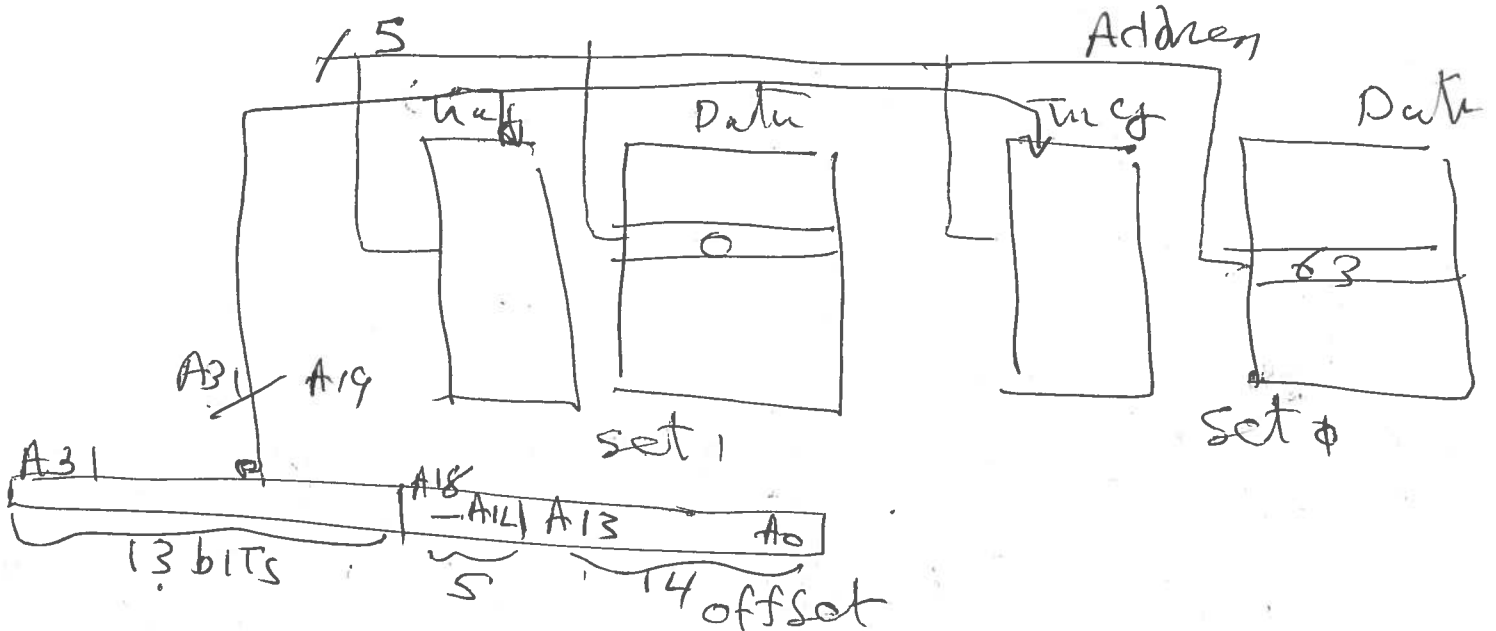 5 Address
Tag Data Tag Data
0
63
A31 A19
set 1
set φ
A31 A18
-A14 A13 A0
13 bits
5 14
offset